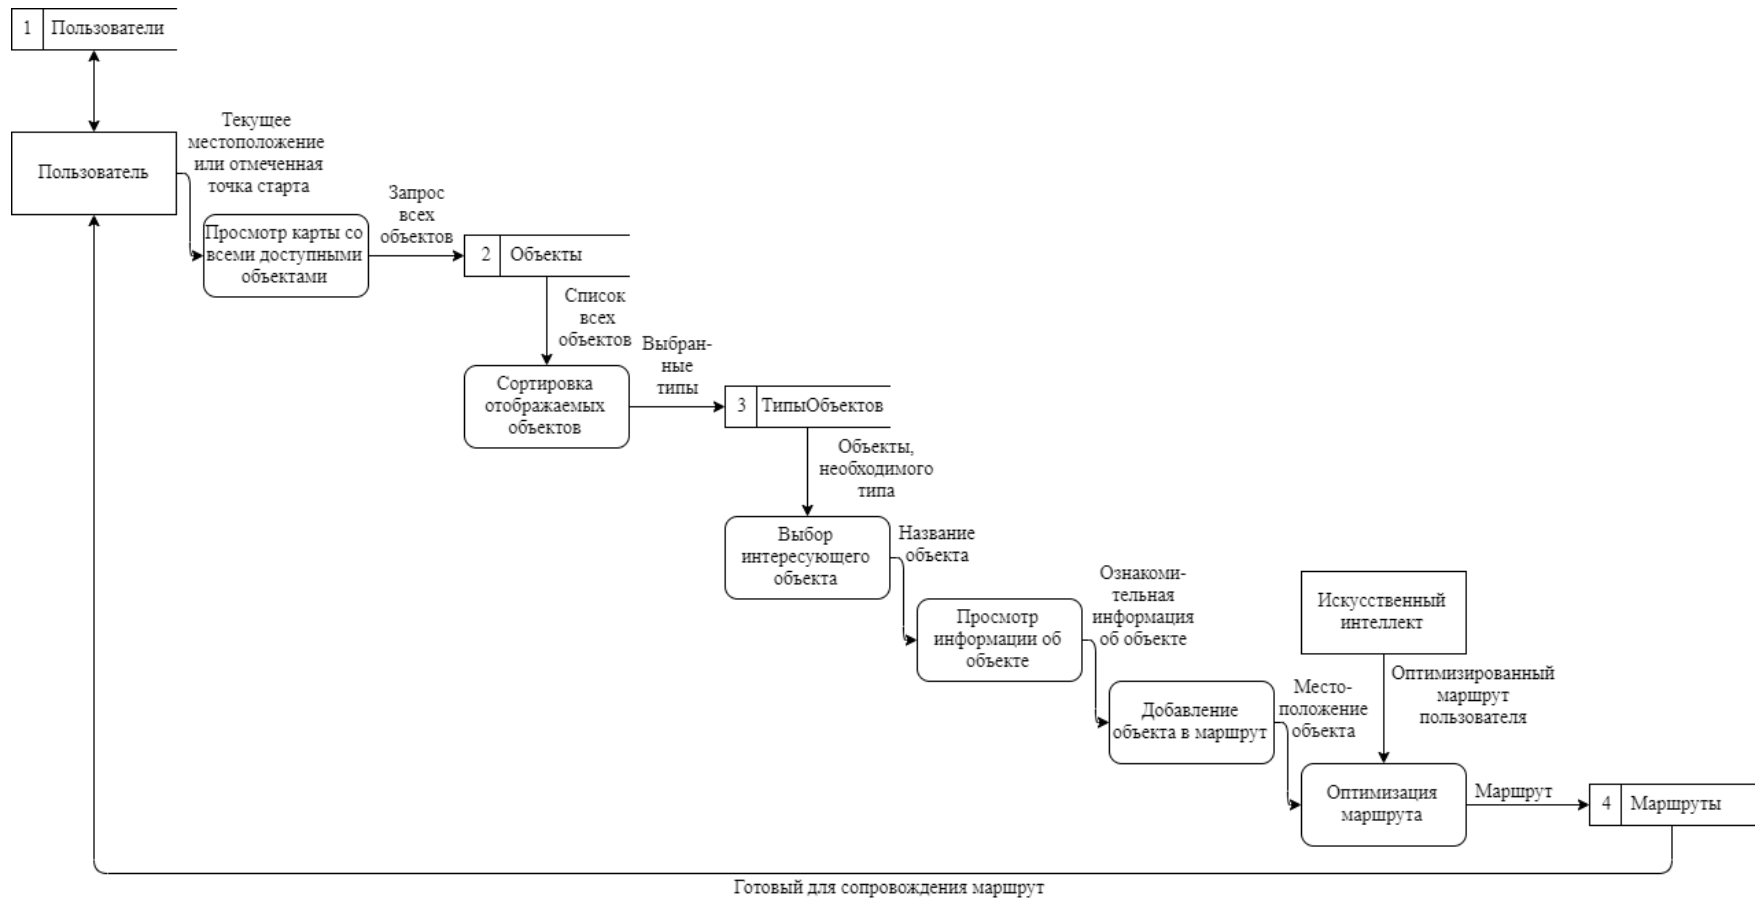 1 Пользователи
Текущее
местоположение
или отмеченная
точка старта
Пользователь
Запрос
всех
объектов
Просмотр карты со
всеми доступными
объектами
2 Объекты
Список
всех
объектов
Выбран-
ные
типы
Сортировка
отображаемых
объектов
3 ТипыОбъектов
Объекты,
необходимого
типа
Выбор
интересующего
объекта
Название
объекта
Ознакоми-
тельная
информация
об объекте
Просмотр
информации об
объекте
Искусственный
интеллект
Оптимизированный
маршрут
пользователя
Место-
положение
объекта
Добавление
объекта в маршрут
Оптимизация
маршрута
Маршрут
4 Маршруты
Готовый для сопровождения маршрут